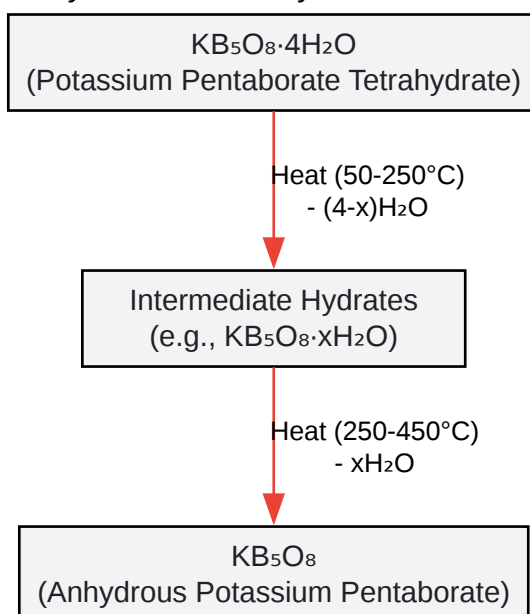 KB₅O₈·4H₂O
(Potassium Pentaborate Tetrahydrate)
Heat (50-250°C)
- (4-x)H₂O
Intermediate Hydrates
(e.g., KB₅O₈·xH₂O)
Heat (250-450°C)
- xH₂O
KB₅O₈
(Anhydrous Potassium Pentaborate)